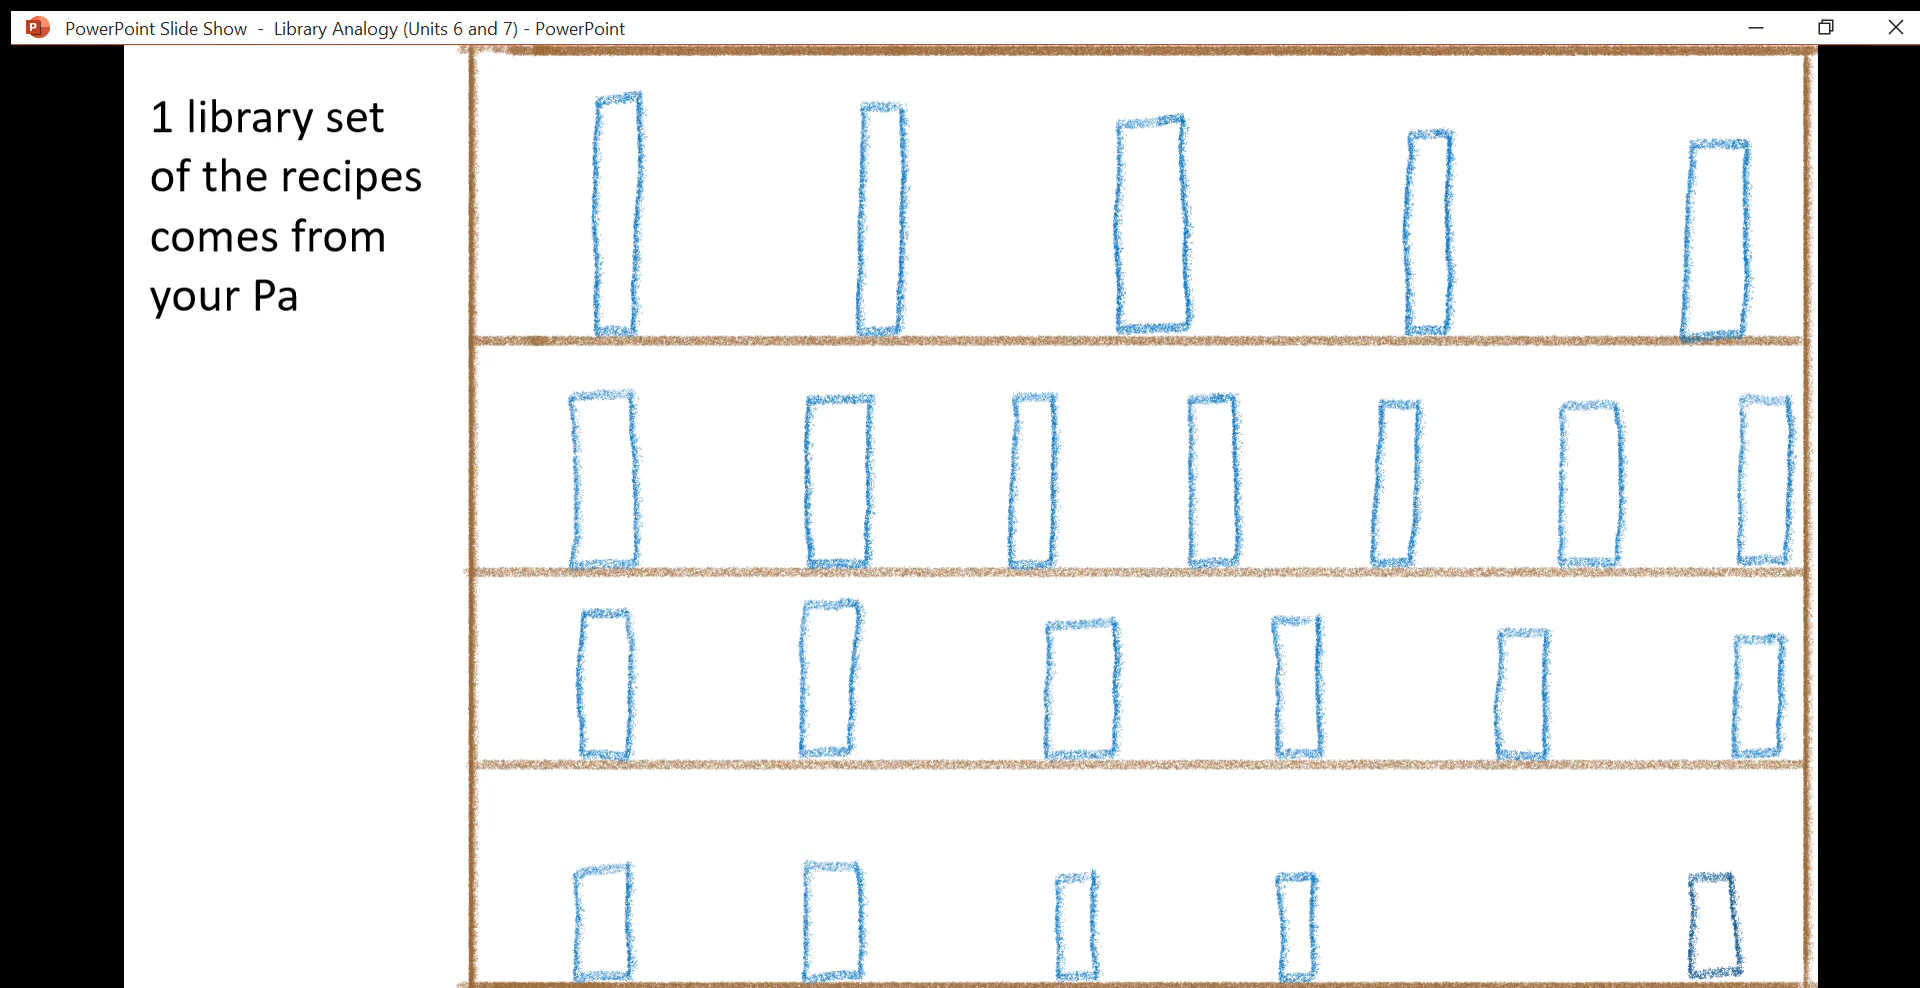 PowerPoint Slide Show - Library Analogy (Units 6 and 7) - PowerPoint
1 library set
of the recipes
comes from
your Pa